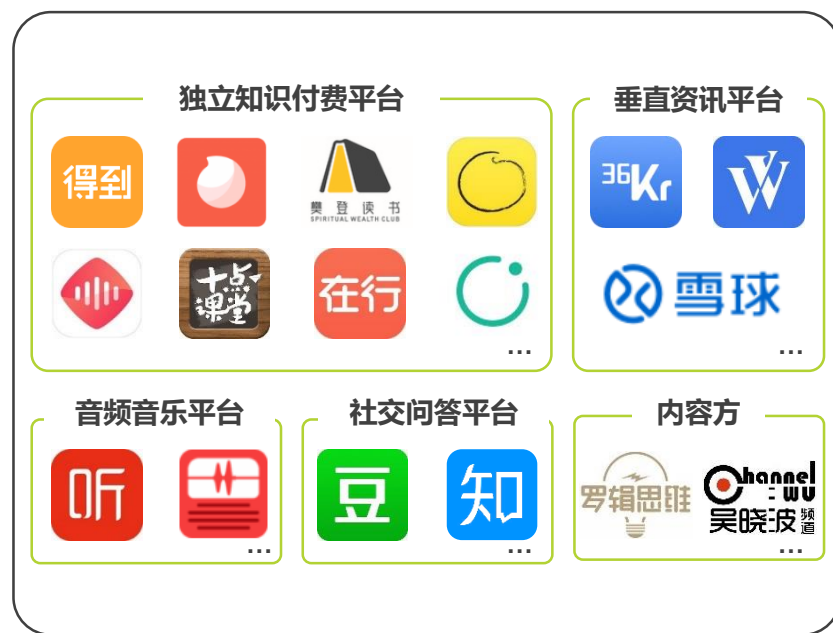 独立知识付费平台
得到
樊登读书
SPIRITUAL WEALTH CLUB
十点课堂
在行
...
垂直资讯平台
36Kr
W
雪球
...
音频音乐平台
听
...
社交问答平台
豆
知
...
内容方
罗辑思维
Channel
:WU
吴晓波频道
...